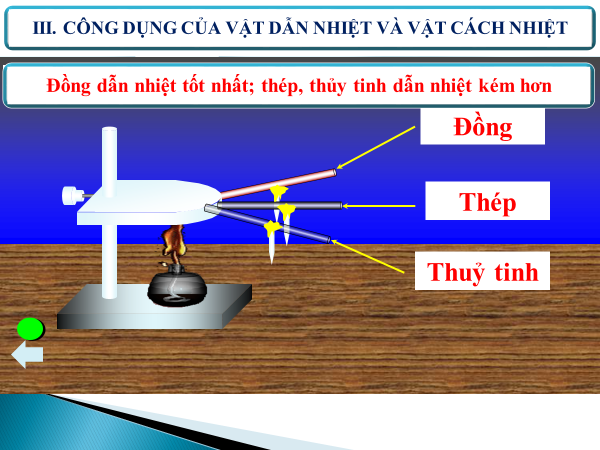 III. CÔNG DỤNG CỦA VẬT DẪN NHIỆT VÀ VẬT CÁCH NHIỆT
Đồng dẫn nhiệt tốt nhất; thép, thủy tinh dẫn nhiệt kém hơn
Đồng
Thép
Thuỷ tinh